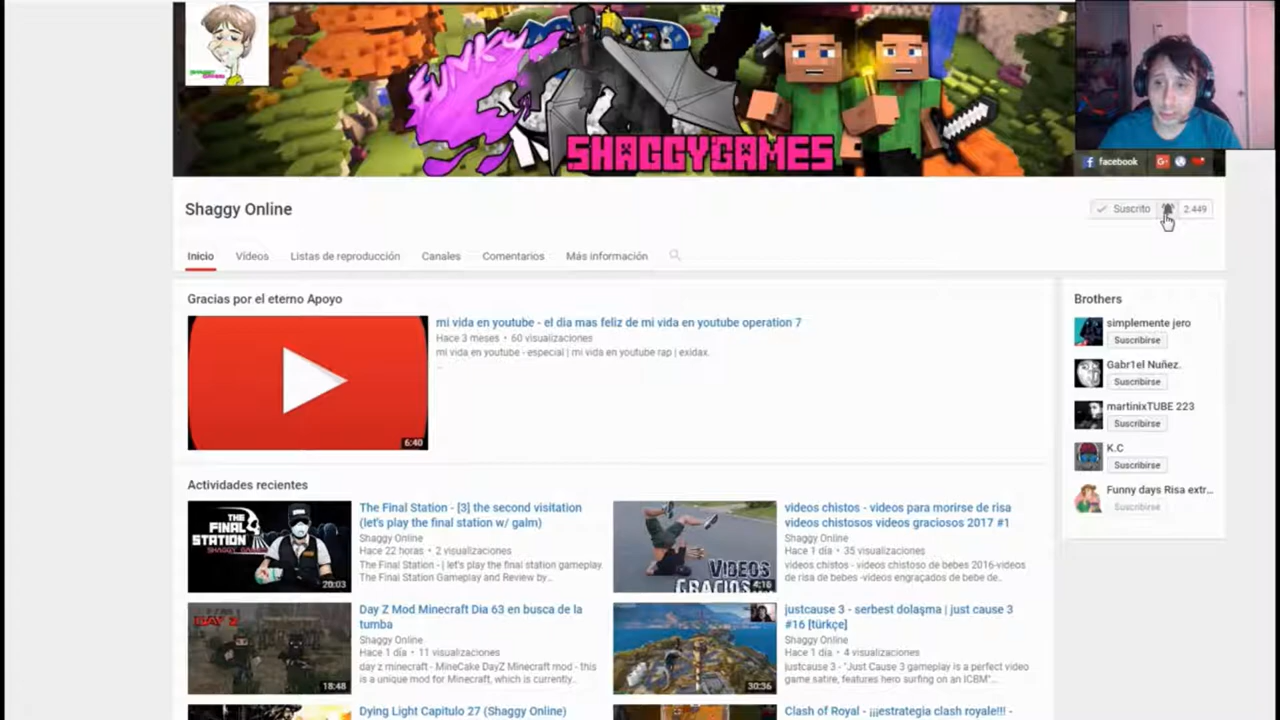 SHAGGYGAMES
facebook
Shaggy Online
Suscrito
2.449
Inicio
Vídeos
Listas de reproducción
Canales
Comentarios
Más información
Gracias por el eterno Apoyo
mi vida en youtube - el dia mas feliz de mi vida en youtube operation 7
Hace 3 meses • 60 visualizaciones
mi vida en youtube - especial | mi vida en youtube rap | exidax.
..
6:40
Brothers
simplemente jero
Suscribirse
Gabr1el Nuñez.
Suscribirse
martinixTUBE 223
Suscribirse
K.C
Suscribirse
Funny days Risa extr...
Suscribirse
Actividades recientes
THE FINAL STATION
20:03
The Final Station - [3] the second visitation
(let's play the final station w/ galm)
Shaggy Online
Hace 22 horas • 2 visualizaciones
The Final Station - | let's play the final station gameplay
The Final Station Gameplay and Review by..
VIDEOS
4:16
videos chistos - videos para morirse de risa
videos chistosos videos graciosos 2017 #1
Shaggy Online
Hace 1 día • 35 visualizaciones
videos chistos - videos chistoso de bebes 2016-videos
de risa de bebes -videos engraçados de bebe de..
18:48
Day Z Mod Minecraft Dia 63 en busca de la
tumba
Shaggy Online
Hace 1 día • 11 visualizaciones
day z minecraft - MineCake DayZ Minecraft mod - this
is a unique mod for Minecraft, which is currently..
30:36
justcause 3 - serbest dolaşma | just cause 3
#16 [türkçe]
Shaggy Online
Hace 1 día • 4 visualizaciones
justcause 3 - "Just Cause 3 gameplay is a perfect video
game satire, features hero surfing on an ICBM"..
Dying Light Capitulo 27 (Shaggy Online)
Clash of Royal - ¡¡¡estrategia clash royale!!! -